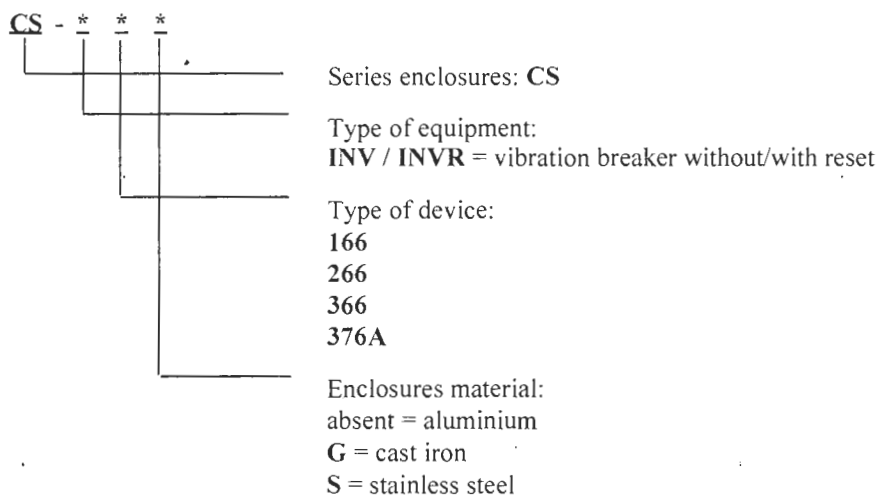 CS - * * *
Series enclosures: CS
Type of equipment:
INV / INVR = vibration breaker without/with reset
Type of device:
166
266
366
376A
Enclosures material:
absent = aluminium
G = cast iron
S = stainless steel